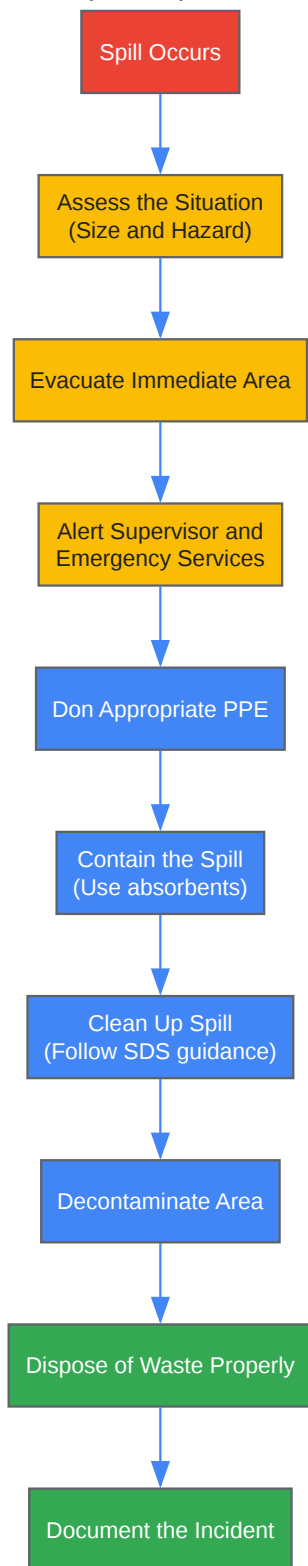 Spill Occurs
Assess the Situation
(Size and Hazard)
Evacuate Immediate Area
Alert Supervisor and
Emergency Services
Don Appropriate PPE
Contain the Spill
(Use absorbents)
Clean Up Spill
(Follow SDS guidance)
Decontaminate Area
Dispose of Waste Properly
Document the Incident